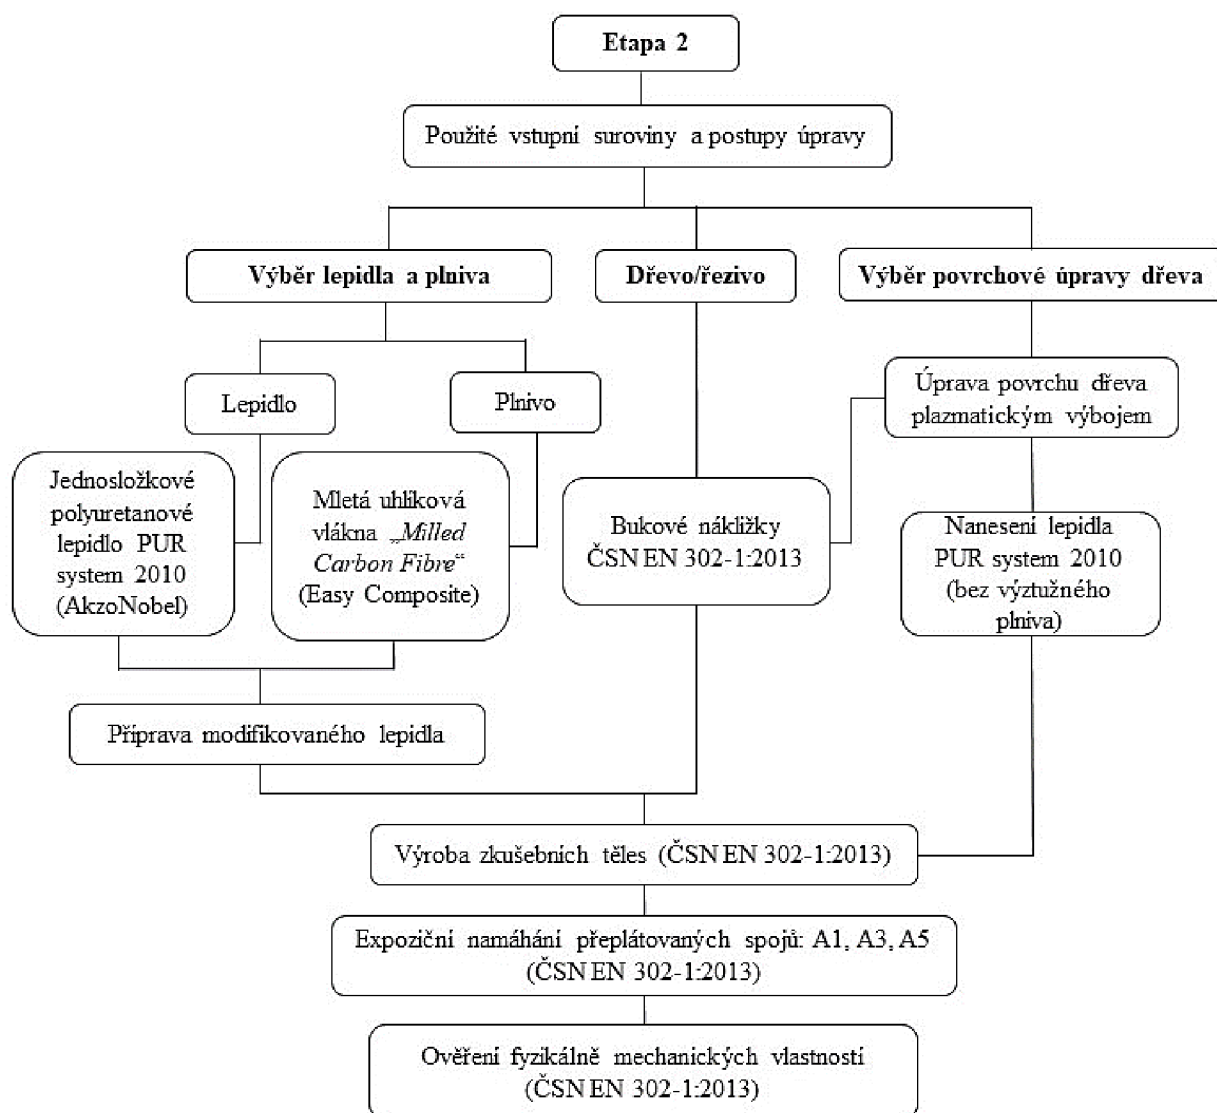 Etapa 2
Použité vstupní suroviny a postupy úpravy
Výběr lepidla a plniva
Dřevo/řezivo
Výběr povrchové úpravy dřeva
Lepidlo
Plnivo
Úprava povrchu dřeva
plazmatickým výbojem
Jednosložkové
polyuretanové
lepidlo PUR
system 2010
(AkzoNobel)
Mletá uhlíková
vlákna „Milled
Carbon Fibre“
(Easy Composite)
Bukové nákližky
ČSN EN 302-1:2013
Nanesení lepidla
PUR system 2010
(bez výztužného
plniva)
Příprava modifikovaného lepidla
Výroba zkušebních těles (ČSN EN 302-1:2013)
Expoziční namáhání přeplátovaných spojů: A1, A3, A5
(ČSN EN 302-1:2013)
Ověření fyzikálně mechanických vlastností
(ČSN EN 302-1:2013)